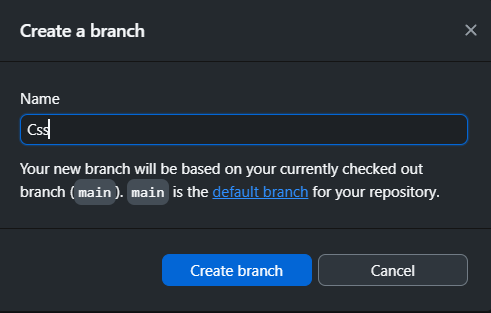 Create a branch
Name
Css
Your new branch will be based on your currently checked out
branch (main). main is the default branch for your repository.
Create branch
Cancel